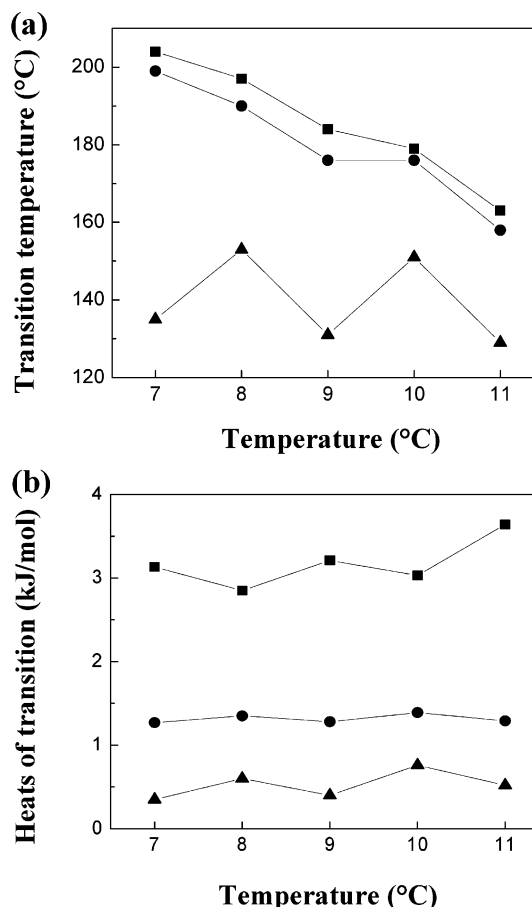 (a)
Transition temperature (°C)
200
180
160
140
120
7 8 9 10 11
Temperature (°C)
(b)
Heats of transition (kJ/mol)
4
3
2
1
0
7 8 9 10 11
Temperature (°C)